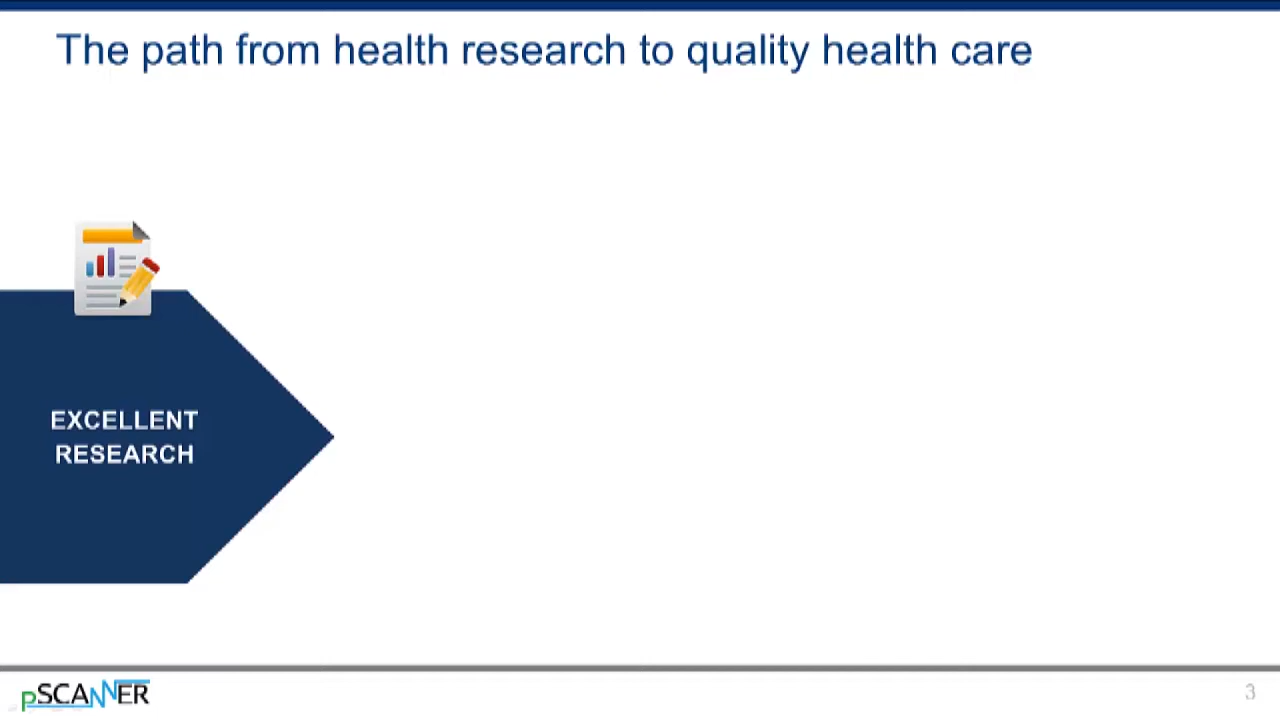 The path from health research to quality health care
EXCELLENT
RESEARCH
pSCANNER
3